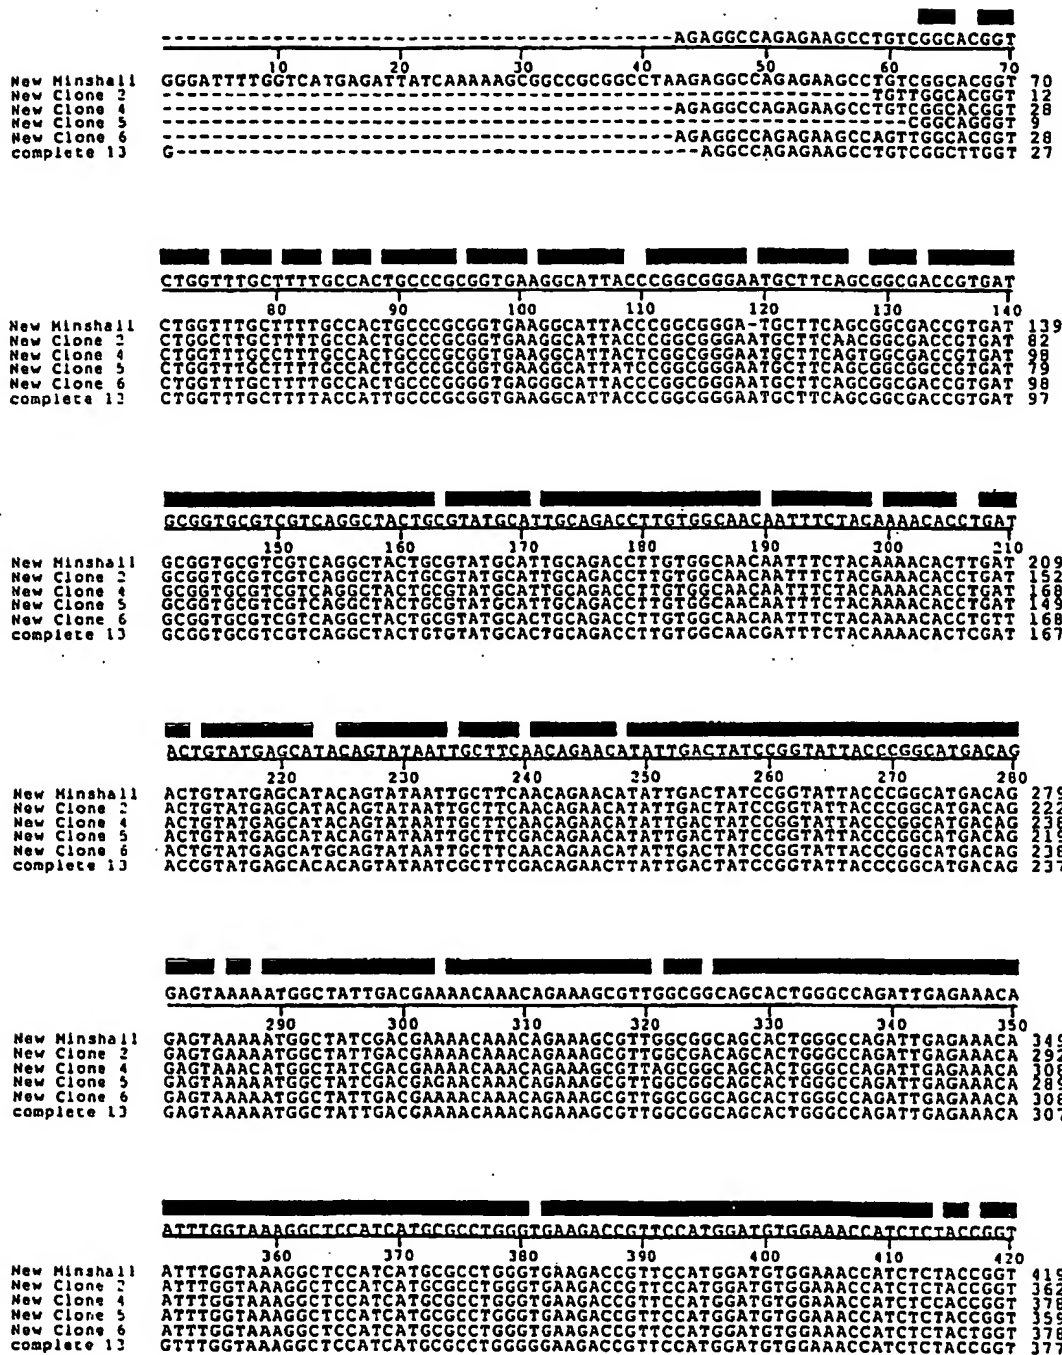 ------------------------------------------AGAGGCCAGAGAAGCCTGTCGGCACGGT
10 20 30 40 50 60 70
New Minshall GGGATTTTGGTCATGAGATTATCAAAAAGCGGCCGCGGCCTAAGAGGCCAGAGAAGCCTGTCGGCACGGT 70
New Clone 2 ----------------------------------------------------------TGTTGGCACGGT 12
New Clone 4 ------------------------------------------AGAGGCCAGAGAAGCCTGTCGGCACGGT 28
New Clone 5 -------------------------------------------------------------CGGCAGGGT 9
New Clone 6 ------------------------------------------AGAGGCCAGAGAAGCCAGTTGGCACGGT 28
complete 13 G-------------------------------------------AGGCCAGAGAAGCCTGTCGGCTTGGT 27
CTGGTTTGCTTTTGCCACTGCCCGCGGTGAAGGCATTACCCGGCGGGAATGCTTCAGCGGCGACCGTGAT
80 90 100 110 120 130 140
New Minshall CTGGTTTGCTTTTGCCACTGCCCGCGGTGAAGGCATTACCCGGCGGGA-TGCTTCAGCGGCGACCGTGAT 139
New Clone 2 CTGGCTTGCTTTTGCCACTGCCCGCGGTGAAGGCATTACCCGGCGGGAATGCTTCAACGGCGACCGTGAT 82
New Clone 4 CTGGTTTGCCTTTGCCACTGCCCGCGGTGAAGGCATTACTCGGCGGGAATGCTTCAGTGGCGACCGTGAT 98
New Clone 5 CTGGTTTGCTTTTGCCACTGCCCGCGGTGAAGGCATTATCCGGCGGGAATGCTTCAGCGGCGGCCGTGAT 79
New Clone 6 CTGGTTTGCTTTTGCCACTGCCCGGGGTGAGGGCATTACCCGGCGGGAATGCTTCAGCGGCGACCGTGAT 98
complete 13 CTGGTTTGCTTTTACCATTGCCCGCGGTGAAGGCATTACCCGGCGGGAATGCTTCAGCGGCGACCGTGAT 97
GCGGTGCGTCGTCAGGCTACTGCGTATGCATTGCAGACCTTGTGGCAACAATTTCTACAAAACACCTGAT
150 160 170 180 190 200 210
New Minshall GCGGTGCGTCGTCAGGCTACTGCGTATGCATTGCAGACCTTGTGGCAACAATTTCTACAAAACACTTGAT 209
New Clone 2 GCGGTGCGTCGTCAGGCTACTGCGTATGCATTGCAGACCTTGTGGCAACAATTTCTACGAAACACCTGAT 152
New Clone 4 GCGGTGCGTCGTCAGGCTACTGCGTATGCATTGCAGACCTTGTGGCAACAATTTCTACAAAACACCTGAT 168
New Clone 5 GCGGTGCGTCGTCAGGCTACTGCGTATGCATTGCAGACCTTGTGGCAACAATTTCTACAAAACACCTGAT 149
New Clone 6 GCGGTGCGTCGTCAGGCTACTGCGTATGCATTGCAGACCTTGTGGCAACAATTTCTACAAAACACCTGTT 168
complete 13 GCGGTGCGTCGTCAGGCTACTGTGTATGCACTGCAGACCTTGTGGCAACGATTTCTACAAAACACTCGAT 167
ACTGTATGAGCATACAGTATAATTGCTTCAACAGAACATATTGACTATCCGGTATTACCCGGCATGACAG
220 230 240 250 260 270 280
New Minshall ACTGTATGAGCATACAGTATAATTGCTTCAACAGAACATATTGACTATCCGGTATTACCCGGCATGACAG 279
New Clone 2 ACTGTATGAGCATACAGTATAATTGCTTCAACAGAACATATTGACTATCCGGTATTACCCGGCATGACAG 222
New Clone 4 ACTGTATGAGCATACAGTATAATTGCTTCAACAGAACATATTGACTATCCGGTATTACCCGGCATGACAG 238
New Clone 5 ACTGTATGAGCATACAGTATAATTGCTTCGACAGAACATATTGACTATCCGGTATTACCCGGCATGACAG 219
New Clone 6 ACTGTATGAGCATGCAGTATAATTGCTTCAACAGAACATATTGACTATCCGGTATTACCCGGCATGACAG 238
complete 13 ACCGTATGAGCACACAGTATAATCGCTTCGACAGAACTTATTGACTATCCGGTATTACCCGGCATGACAG 237
GAGTAAAAATGGCTATTGACGAAAACAAACAGAAAGCGTTGGCGGCAGCACTGGGCCAGATTGAGAAACA
290 300 310 320 330 340 350
New Minshall GAGTAAAAATGGCTATCGACGAAAACAAACAGAAAGCGTTGGCGGCAGCACTGGGCCAGATTGAGAAACA 349
New Clone 2 GAGTGAAAATGGCTATTGACGAAAACAAACAGAAAGCGTTGGCGACAGCACTGGGCCAGATTGAGAAACA 292
New Clone 4 GAGTAAACATGGCTATCGACGAAAACAAACAGAAAGCGTTAGCGGCAGCACTGGGCCAGATTGAGAAACA 308
New Clone 5 GAGTAAAAATGGCTATCGACGAGAACAAACAGAAAGCGTTGGCGGCAGCACTGGGCCAGATTGAGAAACA 289
New Clone 6 GAGTAAAAATGGCTATTGACGAAAACAAACAGAAAGCGTTGGCGGCAGCACTGGGCCAGATTGAGAAACA 308
complete 13 GAGTAAAAATGGCTATTGACGAAAACAAACAGAAAGCGTTGGCGGCAGCACTGGGCCAGATTGAGAAACA 307
ATTTGGTAAAGGCTCCATCATGCGCCTGGGTGAAGACCGTTCCATGGATGTGGAAACCATCTCTACCGGT
360 370 380 390 400 410 420
New Minshall ATTTGGTAAAGGCTCCATCATGCGCCTGGGTGAAGACCGTTCCATGGATGTGGAAACCATCTCTACCGGT 419
New Clone 2 ATTTGGTAAAGGCTCCATCATGCGCCTGGGTGAAGACCGTTCCATGGATGTGGAAACCATCTCTACCGGT 362
New Clone 4 ATTTGGTAAAGGCTCCATCATGCGCCTGGGTGAAGACCGTTCCATGGATGTGGAAACCATCTCCACCGGT 378
New Clone 5 ATTTGGTAAAGGCTCCATCATGCGCCTGGGTGAAGACCGTTCCATGGATGTGGAAACCATCTCTACCGGT 359
New Clone 6 ATTTGGTAAAGGCTCCATCATGCGCCTGGGTGAAGACCGTTCCATGGATGTGGAAACCATCTCTACTGGT 378
complete 13 GTTTGGTAAAGGCTCCATCATGCGCCTGGGGGAAGACCGTTCCATGGATGTGGAAACCATCTCTACCGGT 377